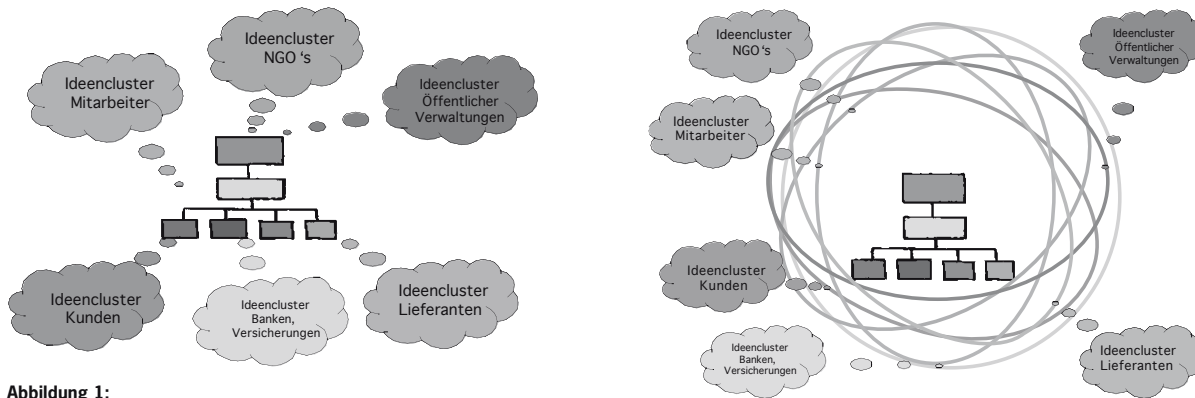 Ideencluster
NGO ‘s
Ideencluster
Mitarbeiter
Ideencluster
Öffentlicher
Verwaltungen
Ideencluster
Kunden
Ideencluster
Banken,
Versicherungen
Ideencluster
Lieferanten
Abbildung 1:
Ideencluster
NGO ‘s
Ideencluster
Öffentlicher
Verwaltungen
Ideencluster
Mitarbeiter
Ideencluster
Kunden
Ideencluster
Banken,
Versicherungen
Ideencluster
Lieferanten